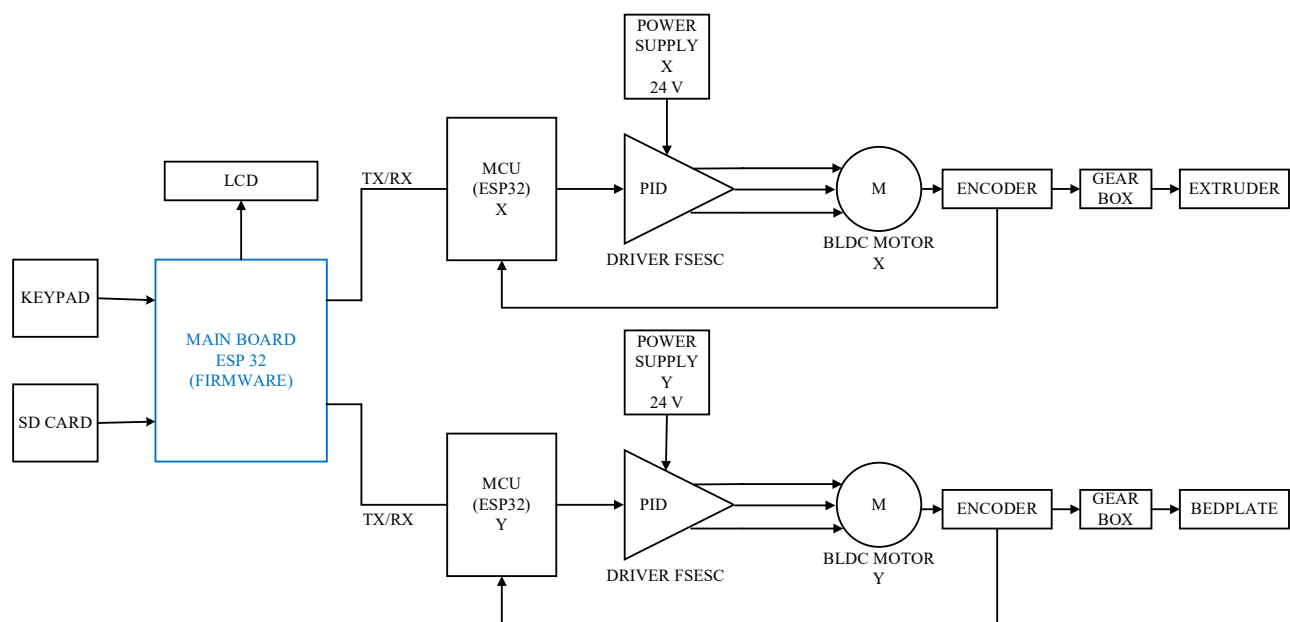 POWER
SUPPLY
X
24 V
LCD
TX/RX
MCU
(ESP32)
X
PID
M
ENCODER
GEAR
BOX
EXTRUDER
DRIVER FSESC
BLDC MOTOR
X
KEYPAD
MAIN BOARD
ESP 32
(FIRMWARE)
SD CARD
POWER
SUPPLY
Y
24 V
TX/RX
MCU
(ESP32)
Y
PID
M
ENCODER
GEAR
BOX
BEDPLATE
DRIVER FSESC
BLDC MOTOR
Y